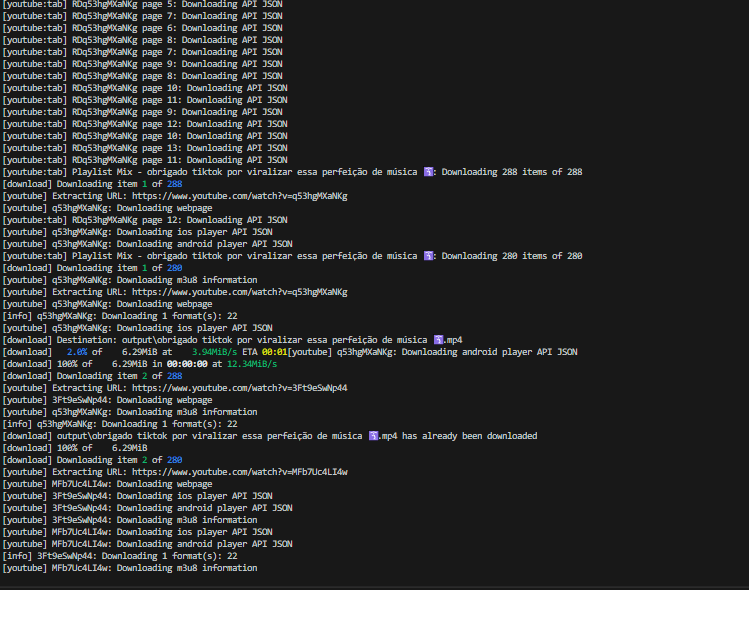 [youtube:tab] RDq53hgMXaNKg page 5: Downloading API JSON
[youtube:tab] RDq53hgMXaNKg page 7: Downloading API JSON
[youtube:tab] RDq53hgMXaNKg page 6: Downloading API JSON
[youtube:tab] RDq53hgMXaNKg page 8: Downloading API JSON
[youtube:tab] RDq53hgMXaNKg page 7: Downloading API JSON
[youtube:tab] RDq53hgMXaNKg page 9: Downloading API JSON
[youtube:tab] RDq53hgMXaNKg page 8: Downloading API JSON
[youtube:tab] RDq53hgMXaNKg page 10: Downloading API JSON
[youtube:tab] RDq53hgMXaNKg page 11: Downloading API JSON
[youtube:tab] RDq53hgMXaNKg page 9: Downloading API JSON
[youtube:tab] RDq53hgMXaNKg page 12: Downloading API JSON
[youtube:tab] RDq53hgMXaNKg page 10: Downloading API JSON
[youtube:tab] RDq53hgMXaNKg page 13: Downloading API JSON
[youtube:tab] RDq53hgMXaNKg page 11: Downloading API JSON
[youtube:tab] Playlist Mix - obrigado tiktok por viralizar essa perfeição de música 🛐: Downloading 288 items of 288
[download] Downloading item 1 of 288
[youtube] Extracting URL: https://www.youtube.com/watch?v=q53hgMXaNKg
[youtube] q53hgMXaNKg: Downloading webpage
[youtube:tab] RDq53hgMXaNKg page 12: Downloading API JSON
[youtube] q53hgMXaNKg: Downloading ios player API JSON
[youtube] q53hgMXaNKg: Downloading android player API JSON
[youtube:tab] Playlist Mix - obrigado tiktok por viralizar essa perfeição de música 🛐: Downloading 280 items of 280
[download] Downloading item 1 of 280
[youtube] q53hgMXaNKg: Downloading m3u8 information
[youtube] Extracting URL: https://www.youtube.com/watch?v=q53hgMXaNKg
[youtube] q53hgMXaNKg: Downloading webpage
[info] q53hgMXaNKg: Downloading 1 format(s): 22
[youtube] q53hgMXaNKg: Downloading ios player API JSON
[download] Destination: output\obrigado tiktok por viralizar essa perfeição de música 🛐.mp4
[download]   2.0% of    6.29MiB at    3.94MiB/s ETA 00:01[youtube] q53hgMXaNKg: Downloading android player API JSON
[download] 100% of    6.29MiB in 00:00:00 at 12.34MiB/s
[download] Downloading item 2 of 288
[youtube] Extracting URL: https://www.youtube.com/watch?v=3Ft9eSwNp44
[youtube] 3Ft9eSwNp44: Downloading webpage
[youtube] q53hgMXaNKg: Downloading m3u8 information
[info] q53hgMXaNKg: Downloading 1 format(s): 22
[download] output\obrigado tiktok por viralizar essa perfeição de música 🛐.mp4 has already been downloaded
[download] 100% of    6.29MiB
[download] Downloading item 2 of 280
[youtube] Extracting URL: https://www.youtube.com/watch?v=MFb7Uc4LI4w
[youtube] MFb7Uc4LI4w: Downloading webpage
[youtube] 3Ft9eSwNp44: Downloading ios player API JSON
[youtube] 3Ft9eSwNp44: Downloading android player API JSON
[youtube] 3Ft9eSwNp44: Downloading m3u8 information
[youtube] MFb7Uc4LI4w: Downloading ios player API JSON
[youtube] MFb7Uc4LI4w: Downloading android player API JSON
[info] 3Ft9eSwNp44: Downloading 1 format(s): 22
[youtube] MFb7Uc4LI4w: Downloading m3u8 information